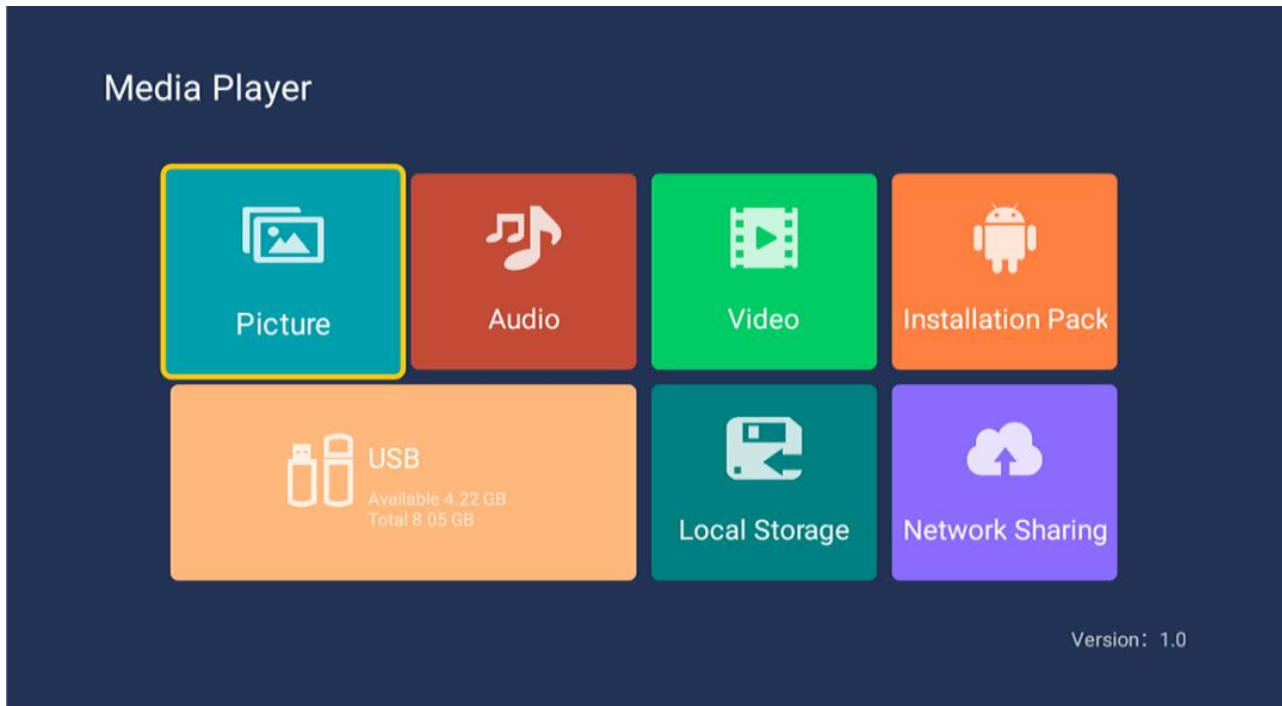 Media Player
Picture
Audio
Video
Installation Pack
USB
Available 4.22 GB
Total 8.05 GB
Local Storage
Network Sharing
Version: 1.0